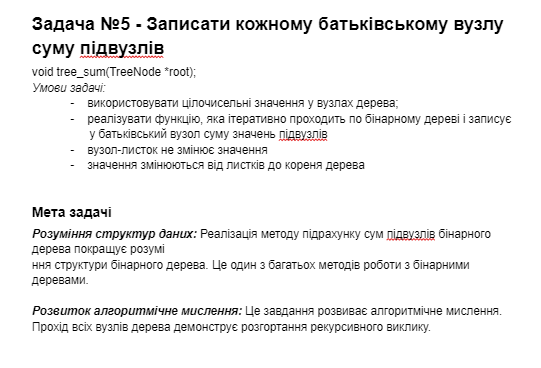 Задача №5 - Записати кожному батьківському вузлу
суму підвузлів
void tree_sum(TreeNode *root);
Умови задачі:
- використовувати цілочисельні значення у вузлах дерева;
- реалізувати функцію, яка ітеративно проходить по бінарному дереві і записує
у батьківський вузол суму значень підвузлів
- вузол-листок не змінює значення
- значення змінюються від листків до кореня дерева
Мета задачі
Розуміння структур даних: Реалізація методу підрахунку сум підвузлів бінарного
дерева покращує розумі
ння структури бінарного дерева. Це один з багатьох методів роботи з бінарними
деревами.
Розвиток алгоритмічне мислення: Це завдання розвиває алгоритмічне мислення.
Прохід всіх вузлів дерева демонструє розгортання рекурсивного виклику.